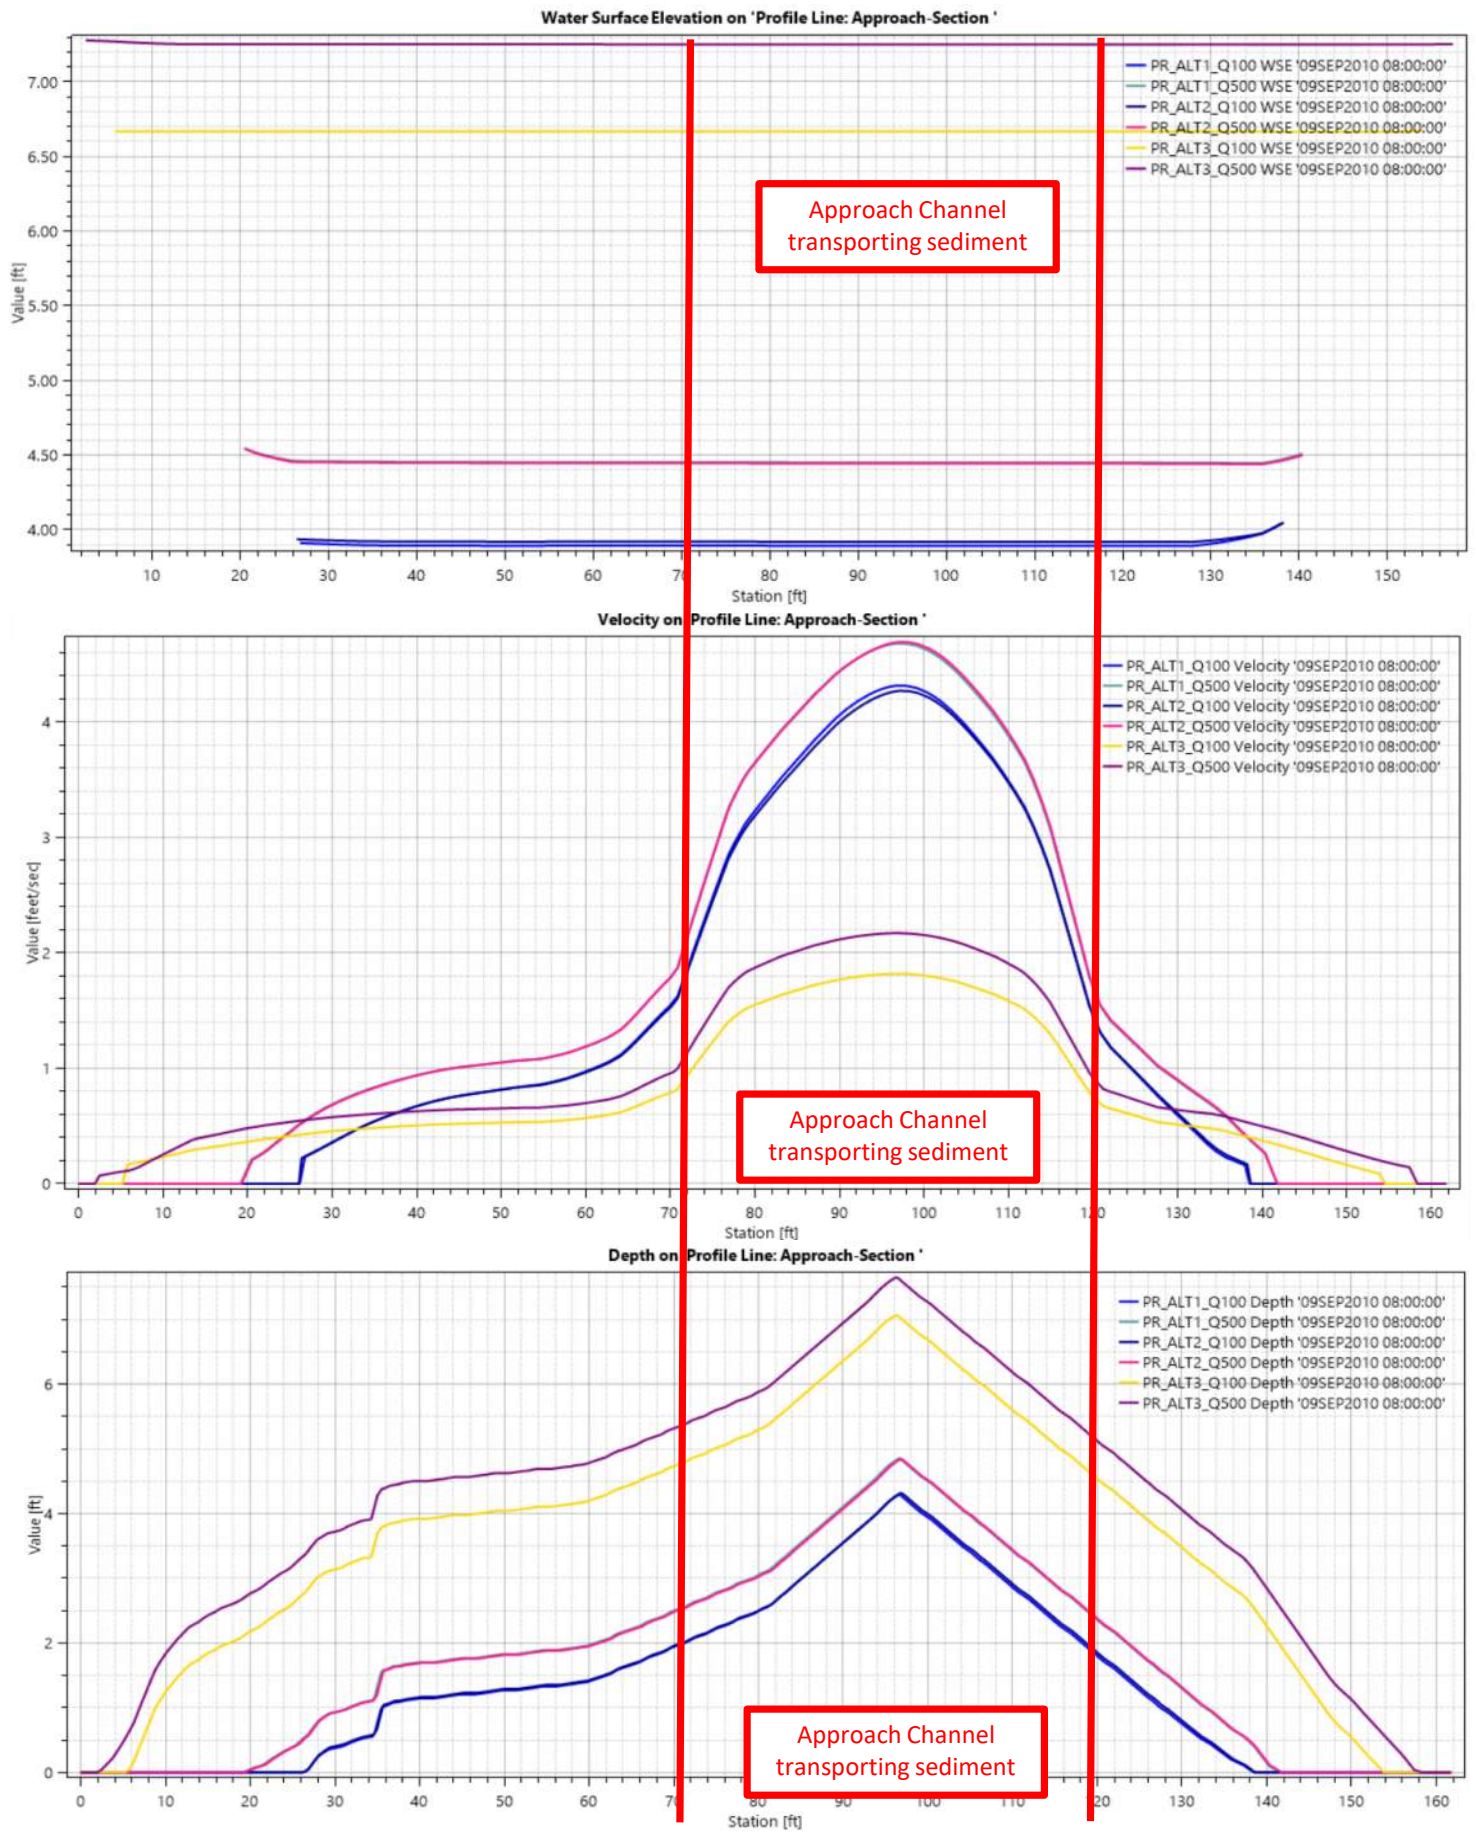 Water Surface Elevation on 'Profile Line: Approach-Section '
PR_ALT1_Q100 WSE '09SEP2010 08:00:00'
PR_ALT1_Q500 WSE '09SEP2010 08:00:00'
PR_ALT2_Q100 WSE '09SEP2010 08:00:00'
PR_ALT2_Q500 WSE '09SEP2010 08:00:00'
PR_ALT3_Q100 WSE '09SEP2010 08:00:00'
PR_ALT3_Q500 WSE '09SEP2010 08:00:00'
7.00
6.50
6.00
5.50
5.00
4.50
4.00
Value [ft]
Approach Channel
transporting sediment
10 20 30 40 50 60 70 80 90 100 110 120 130 140 150
Station [ft]
Velocity on Profile Line: Approach-Section '
PR_ALT1_Q100 Velocity '09SEP2010 08:00:00'
PR_ALT1_Q500 Velocity '09SEP2010 08:00:00'
PR_ALT2_Q100 Velocity '09SEP2010 08:00:00'
PR_ALT2_Q500 Velocity '09SEP2010 08:00:00'
PR_ALT3_Q100 Velocity '09SEP2010 08:00:00'
PR_ALT3_Q500 Velocity '09SEP2010 08:00:00'
4
3
2
1
0
Value [feet/sec]
Approach Channel
transporting sediment
0 10 20 30 40 50 60 70 80 90 100 110 120 130 140 150 160
Station [ft]
Depth on Profile Line: Approach-Section '
PR_ALT1_Q100 Depth '09SEP2010 08:00:00'
PR_ALT1_Q500 Depth '09SEP2010 08:00:00'
PR_ALT2_Q100 Depth '09SEP2010 08:00:00'
PR_ALT2_Q500 Depth '09SEP2010 08:00:00'
PR_ALT3_Q100 Depth '09SEP2010 08:00:00'
PR_ALT3_Q500 Depth '09SEP2010 08:00:00'
6
4
2
0
Value [ft]
Approach Channel
transporting sediment
0 10 20 30 40 50 60 70 80 90 100 110 120 130 140 150 160
Station [ft]